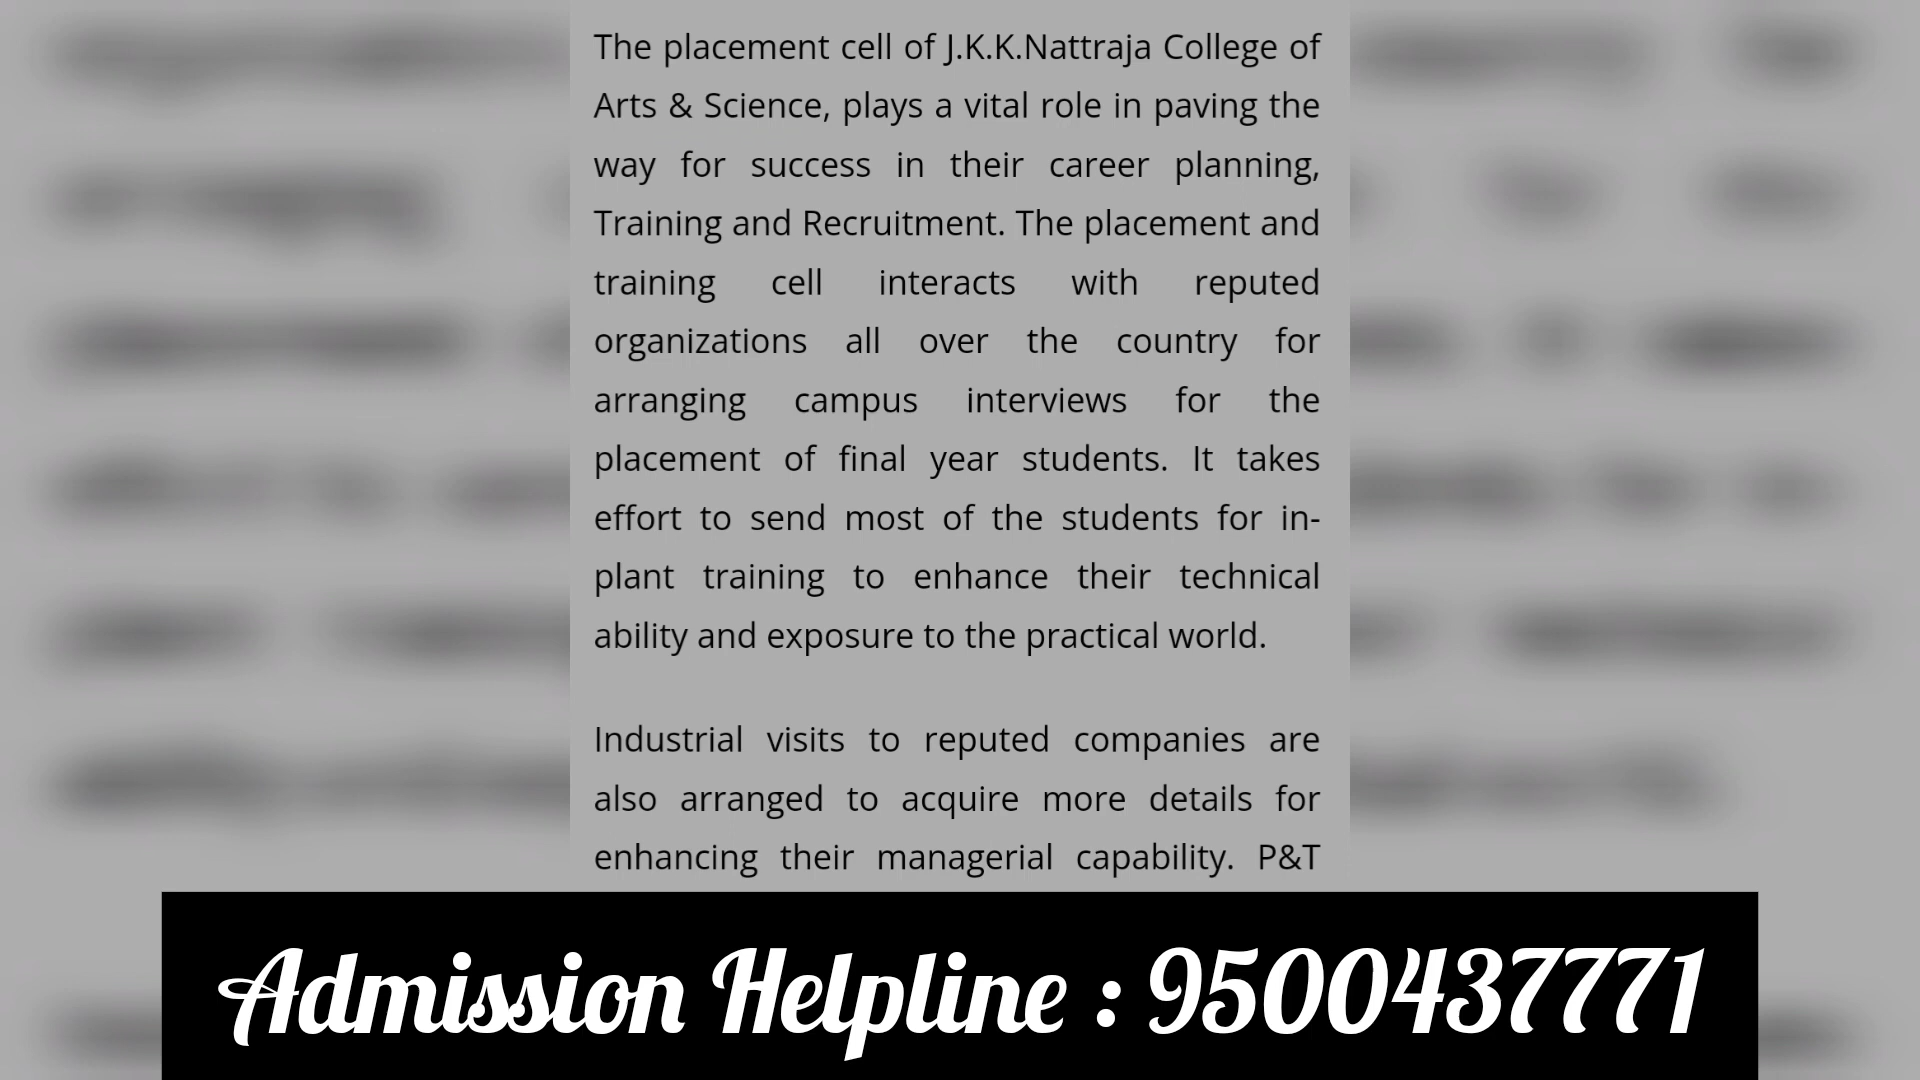 The placement cell of J.K.K.Nattraja College of
Arts & Science, plays a vital role in paving the
way for success in their career planning,
Training and Recruitment. The placement and
training cell interacts with reputed
organizations all over the country for
arranging campus interviews for the
placement of final year students. It takes
effort to send most of the students for in-
plant training to enhance their technical
ability and exposure to the practical world.
Industrial visits to reputed companies are
also arranged to acquire more details for
enhancing their managerial capability. P&T
Admission Helpline : 9500437771